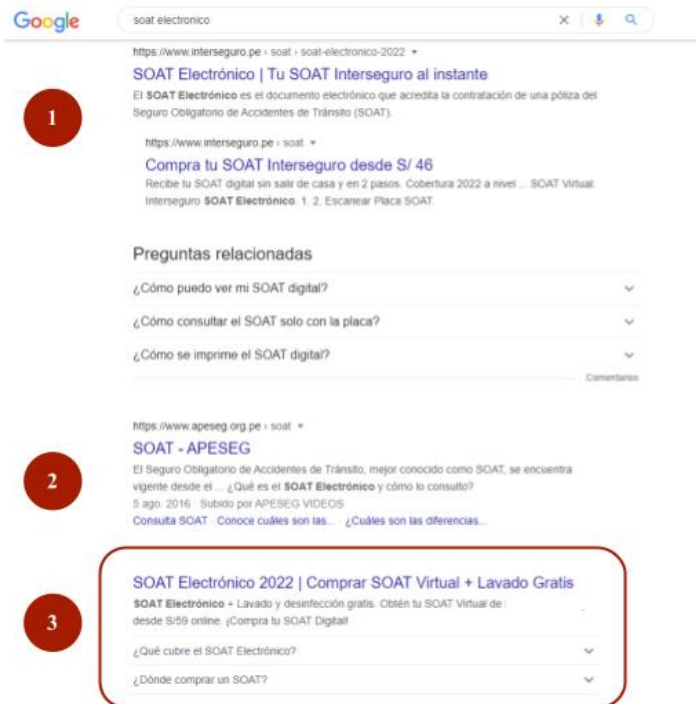 Google
soat electronico
https://www.interseguro.pe › soat › soat-electronico-2022
SOAT Electrónico | Tu SOAT Interseguro al instante
El SOAT Electrónico es el documento electrónico que acredita la contratación de una póliza del
Seguro Obligatorio de Accidentes de Tránsito (SOAT).
1
https://www.interseguro.pe › soat
Compra tu SOAT Interseguro desde S/ 46
Recibe tu SOAT digital sin salir de casa y en 2 pasos. Cobertura 2022 a nivel ... SOAT Virtual:
Interseguro SOAT Electrónico. 1. 2. Escanear Placa SOAT.
Preguntas relacionadas
¿Cómo puedo ver mi SOAT digital?
¿Cómo consultar el SOAT solo con la placa?
¿Cómo se imprime el SOAT digital?
Comentarios
https://www.apeseg.org.pe › soat
SOAT - APESEG
El Seguro Obligatorio de Accidentes de Tránsito, mejor conocido como SOAT, se encuentra
2
vigente desde el ... ¿Qué es el SOAT Electrónico y cómo lo consulto?
5 ago. 2016 · Subido por APESEG VIDEOS
Consulta SOAT · Conoce cuáles son las... · ¿Cuáles son las diferencias...
SOAT Electrónico 2022 | Comprar SOAT Virtual + Lavado Gratis
SOAT Electrónico + Lavado y desinfección gratis. Obtén tu SOAT Virtual de
3
desde S/59 online. ¡Compra tu SOAT Digital!
¿Qué cubre el SOAT Electrónico?
¿Dónde comprar un SOAT?